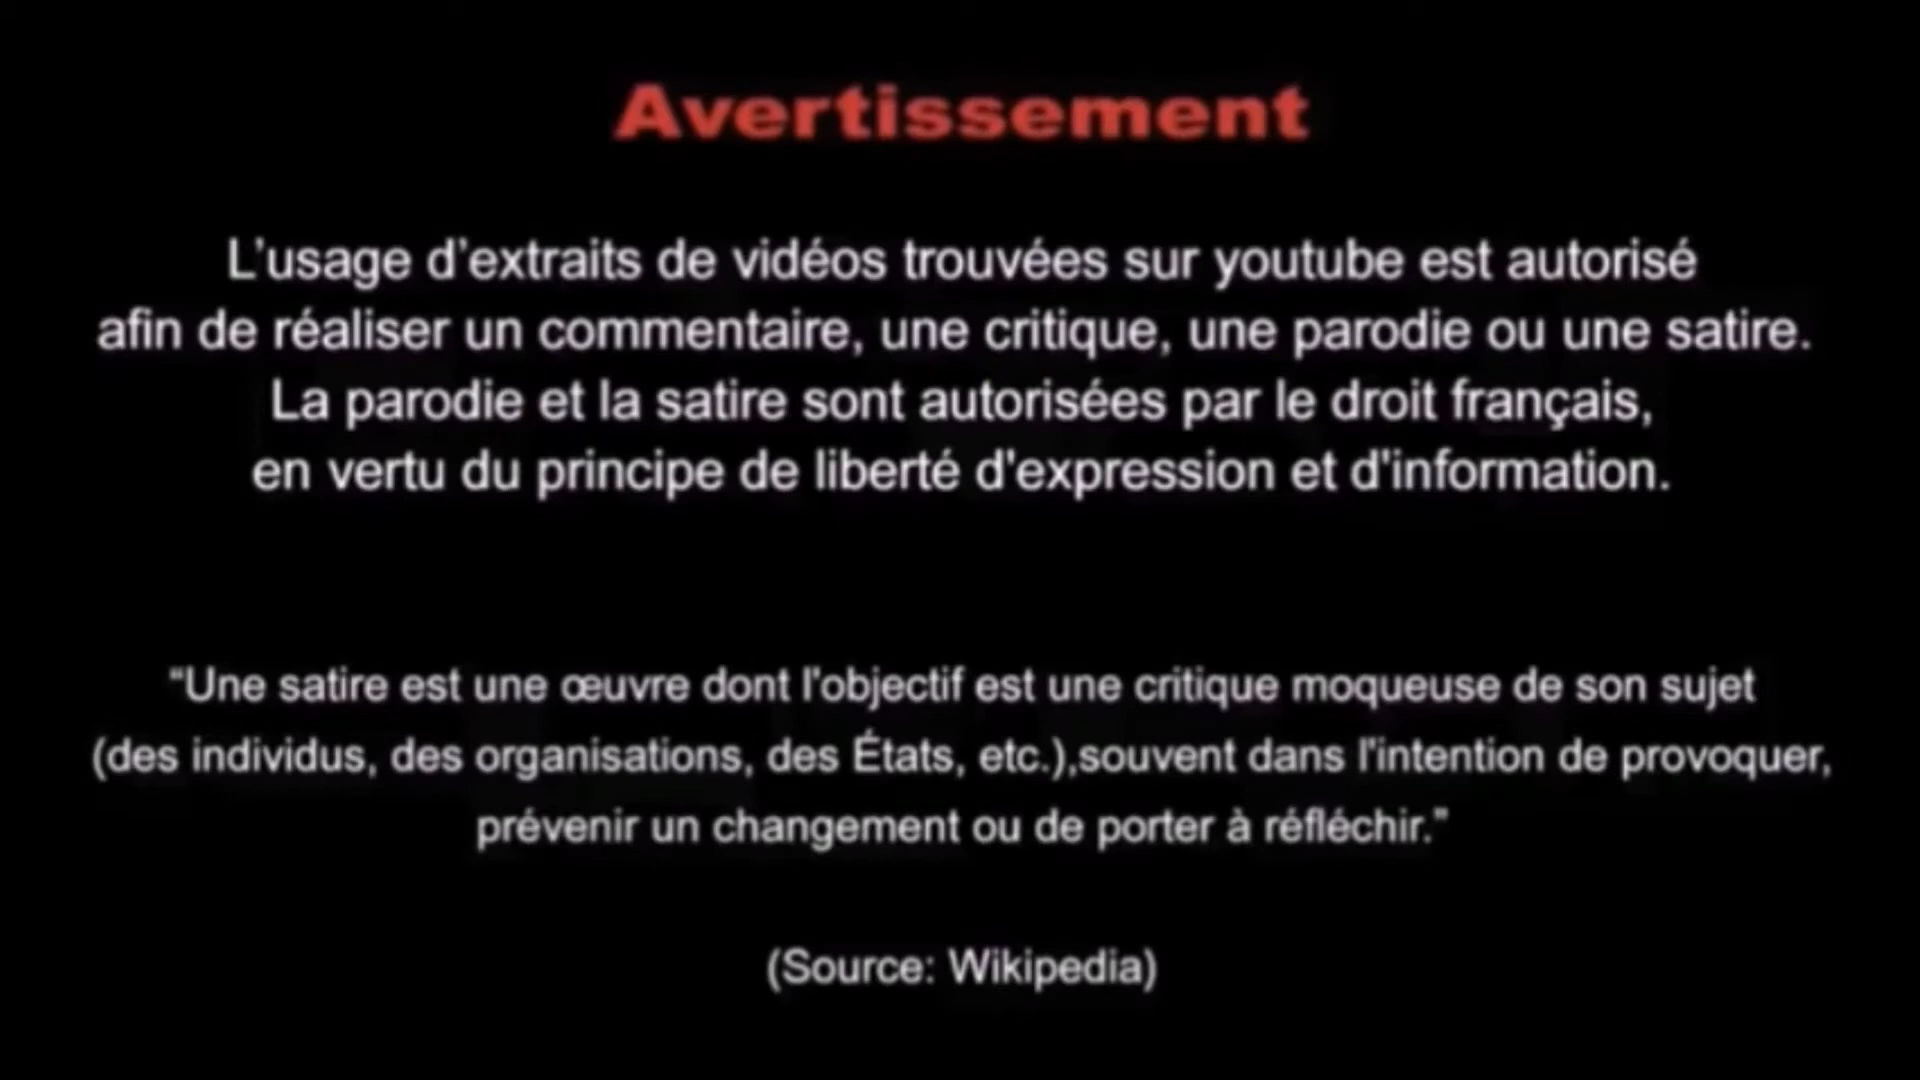 Avertissement
L’usage d’extraits de vidéos trouvées sur youtube est autorisé
afin de réaliser un commentaire, une critique, une parodie ou une satire.
La parodie et la satire sont autorisées par le droit français,
en vertu du principe de liberté d'expression et d'information.
“Une satire est une œuvre dont l'objectif est une critique moqueuse de son sujet
(des individus, des organisations, des États, etc.),souvent dans l'intention de provoquer,
prévenir un changement ou de porter à réfléchir.”
(Source: Wikipedia)